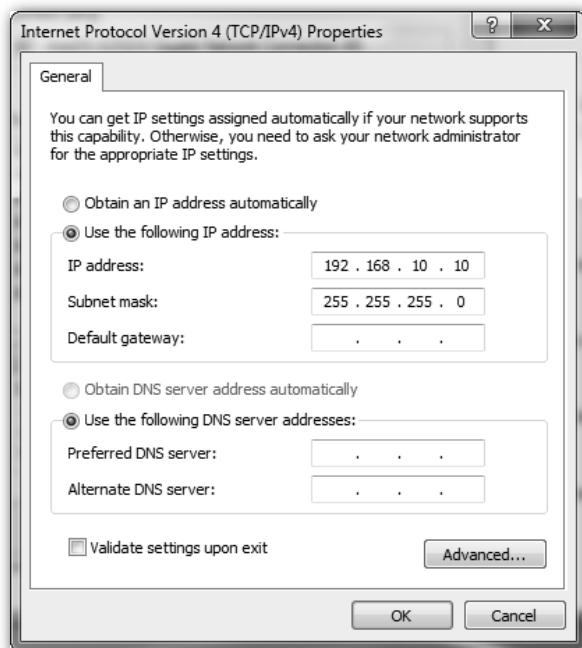 Internet Protocol Version 4 (TCP/IPv4) Properties
General
You can get IP settings assigned automatically if your network supports
this capability. Otherwise, you need to ask your network administrator
for the appropriate IP settings.
Obtain an IP address automatically
Use the following IP address:
IP address: 192 . 168 . 10 . 10
Subnet mask: 255 . 255 . 255 . 0
Default gateway: . . .
Obtain DNS server address automatically
Use the following DNS server addresses:
Preferred DNS server: . . .
Alternate DNS server: . . .
Validate settings upon exit
Advanced...
OK Cancel